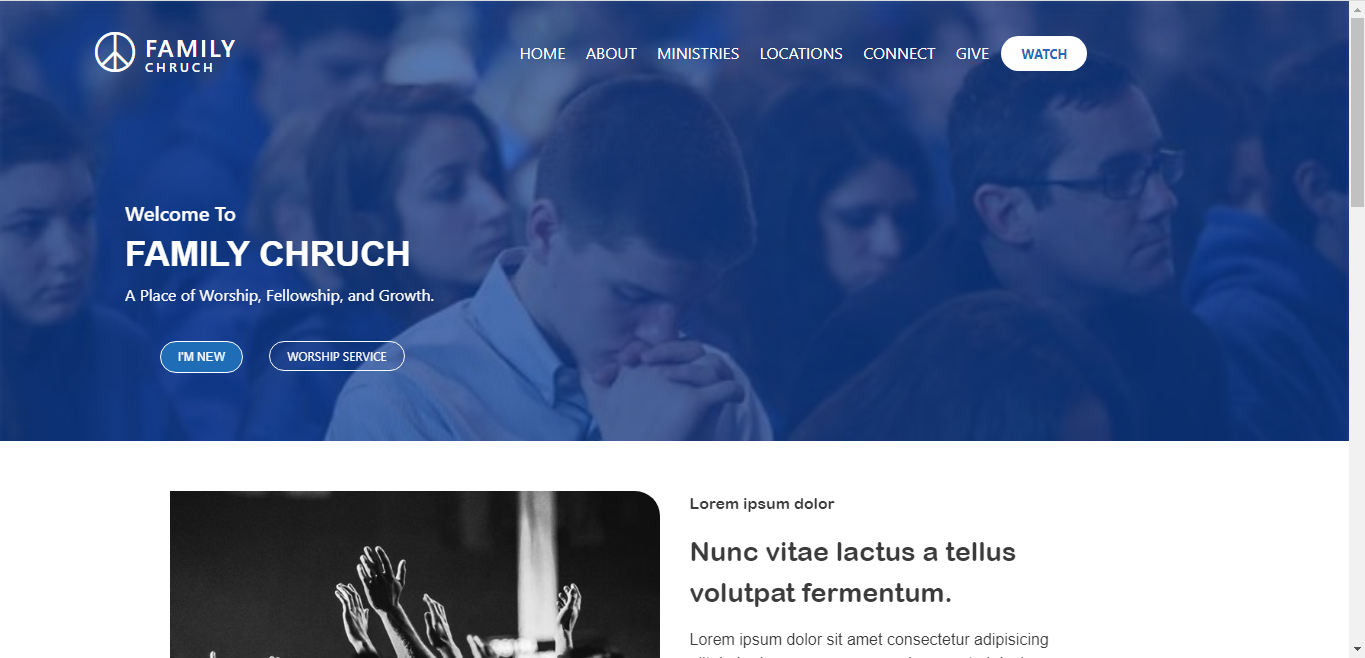 FAMILY
CHRUCH
HOME ABOUT MINISTRIES LOCATIONS CONNECT GIVE WATCH
Welcome To
FAMILY CHRUCH
A Place of Worship, Fellowship, and Growth.
I'M NEW WORSHIP SERVICE
Lorem ipsum dolor
Nunc vitae lactus a tellus
volutpat fermentum.
Lorem ipsum dolor sit amet consectetur adipisicing